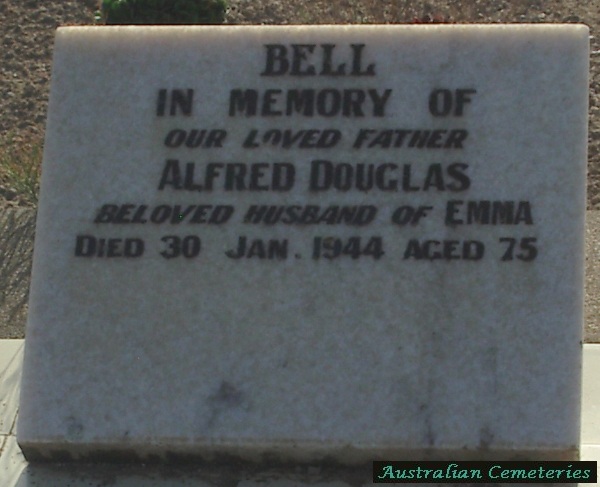 BELL
IN MEMORY OF
OUR LOVED FATHER
ALFRED DOUGLAS
BELOVED HUSBAND OF EMMA
DIED 30 JAN. 1944 AGED 75
Australian Cemeteries